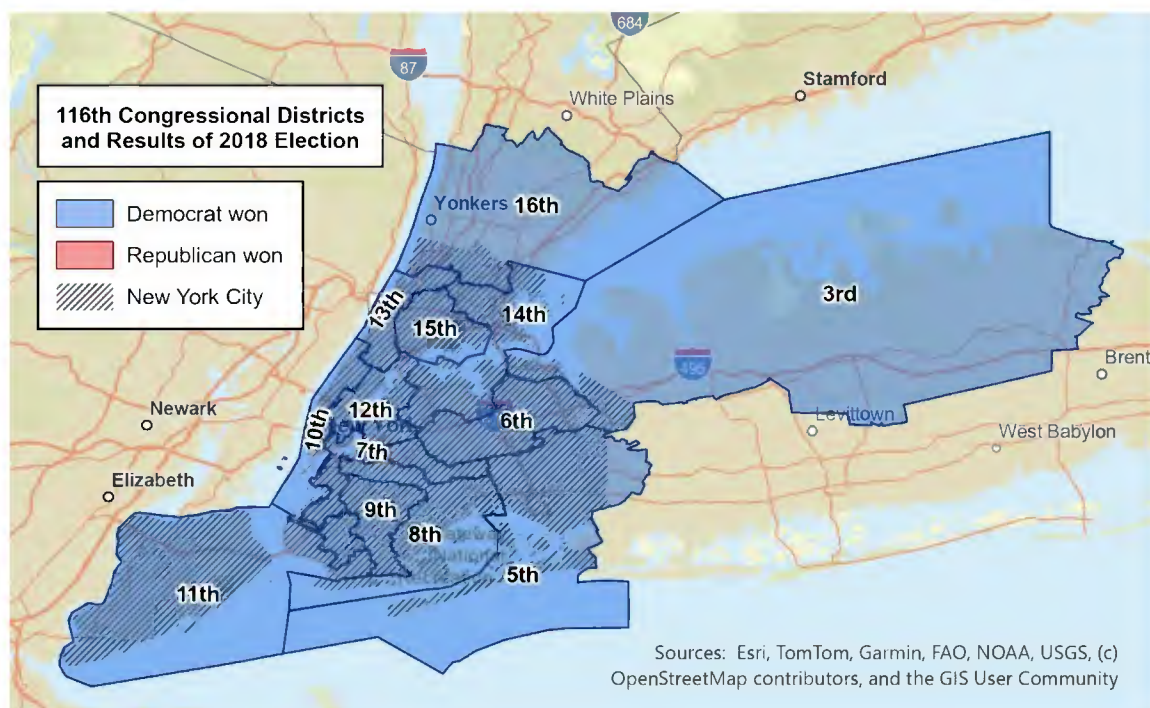 684
87
Stamford
White Plains
116th Congressional Districts
and Results of 2018 Election
Democrat won
Republican won
New York City
Yonkers
16th
13th
14th
15th
3rd
495
Brent
12th
10th
6th
Newark
Levittown
7th
West Babylon
Elizabeth
9th
8th
5th
11th
Sources: Esri, TomTom, Garmin, FAO, NOAA, USGS, (c)
OpenStreetMap contributors, and the GIS User Community